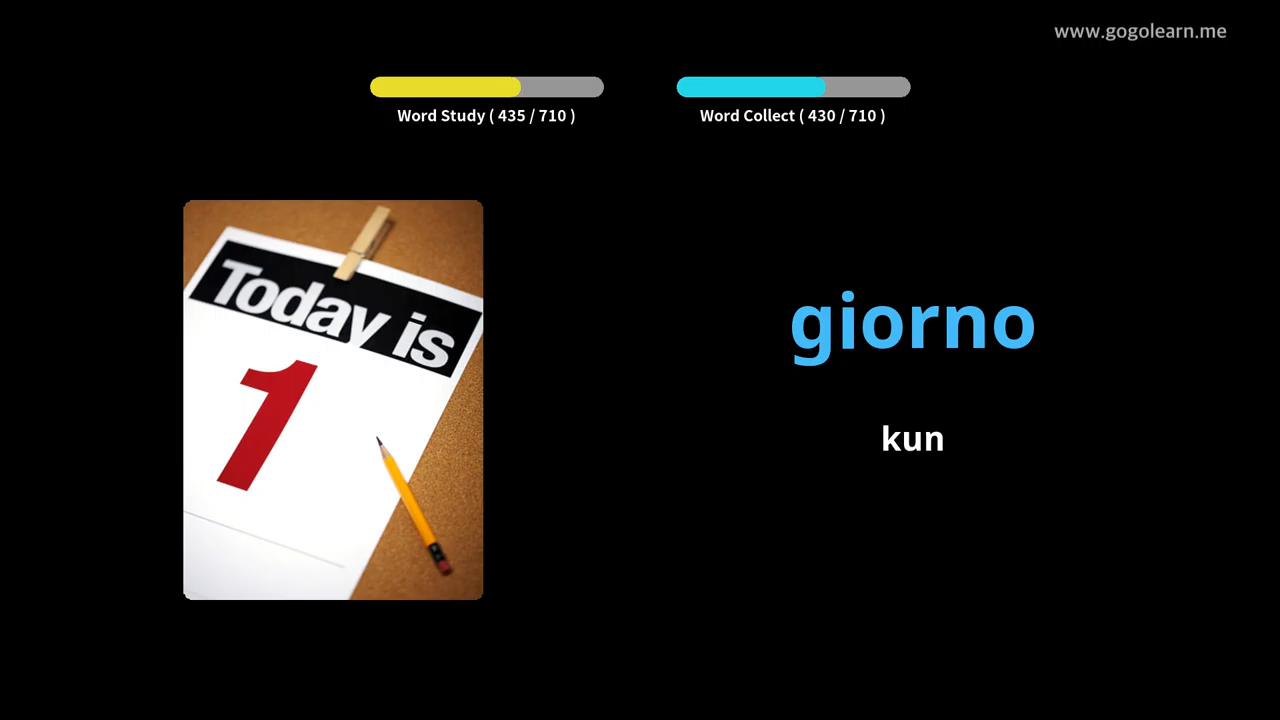 www.gogolearn.me
Word Study ( 435 / 710 )
Word Collect ( 430 / 710 )
Today is
1
giorno
kun